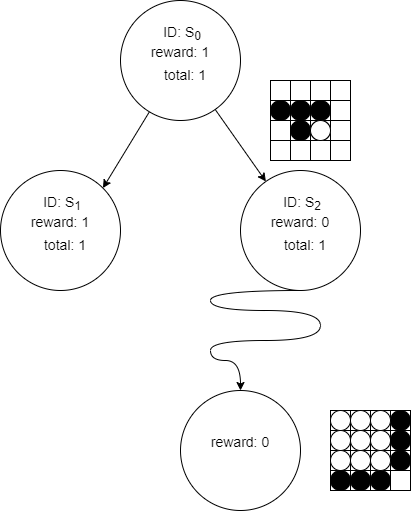 ID: S0
reward: 1
total: 1
ID: S1
reward: 1
total: 1
ID: S2
reward: 0
total: 1
reward: 0